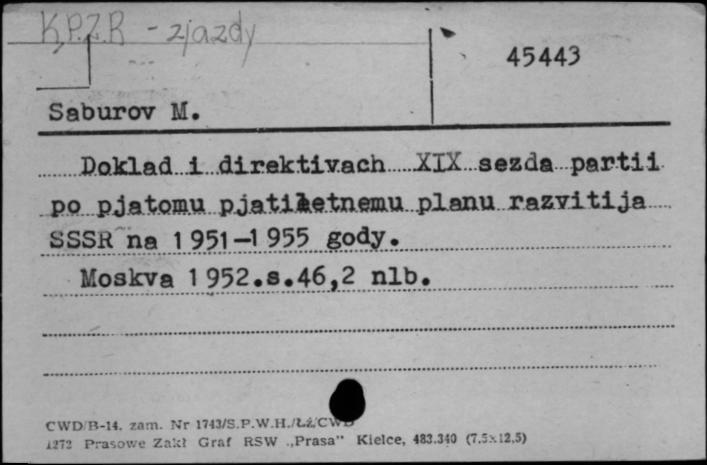 K.P.Z.R - zjazdy
45443
Saburov M.
Doklad i direktivach XIX sezda partii
po pjatomu pjatiletnemu planu razvitija
SSSR na 1951-1955 gody.
Moskva 1952.s.46,2 nlb.
CWD/B-14. zam. Nr 1743/S.P.W.H./Łż/CWD
1272 Prasowe Zakł Graf RSW „Prasa” Kielce, 483.340 (7,5×12,5)